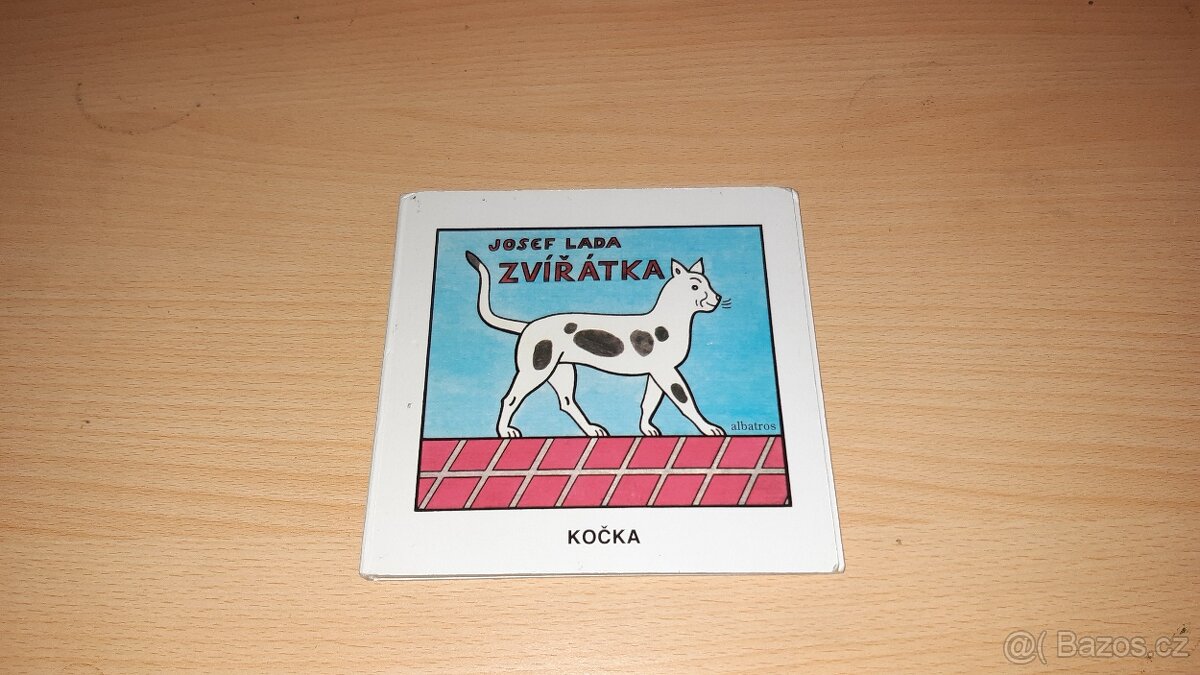 JOSEF LADA
ZVÍŘÁTKA
albatros
KOČKA
@( Bazos.cz